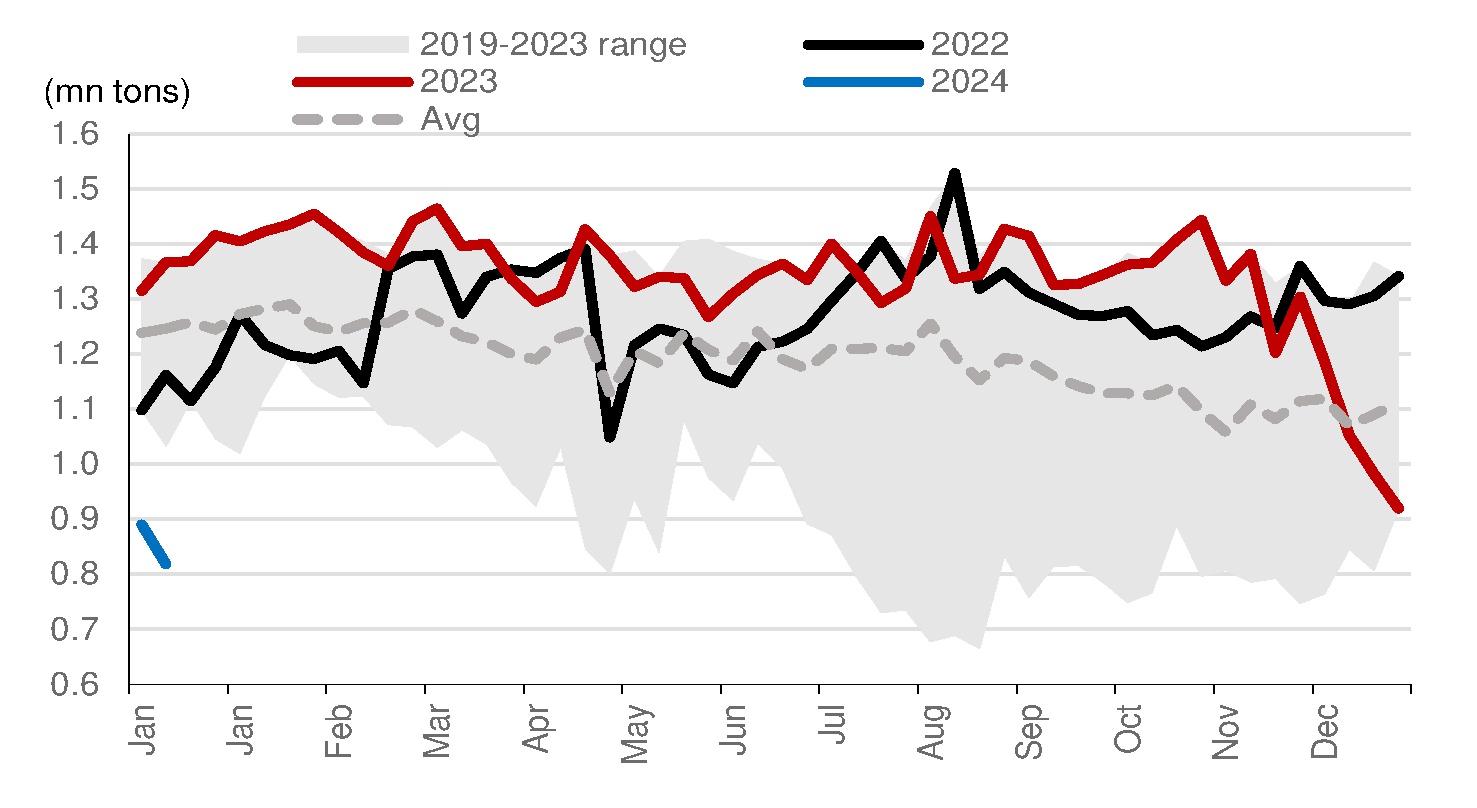 2019-2023 range
2022
2023
2024
Avg
(mn tons)
1.6
1.5
1.4
1.3
1.2
1.1
1.0
0.9
0.8
0.7
0.6
Jan
Jan
Feb
Mar
Apr
May
Jun
Jul
Aug
Sep
Oct
Nov
Dec